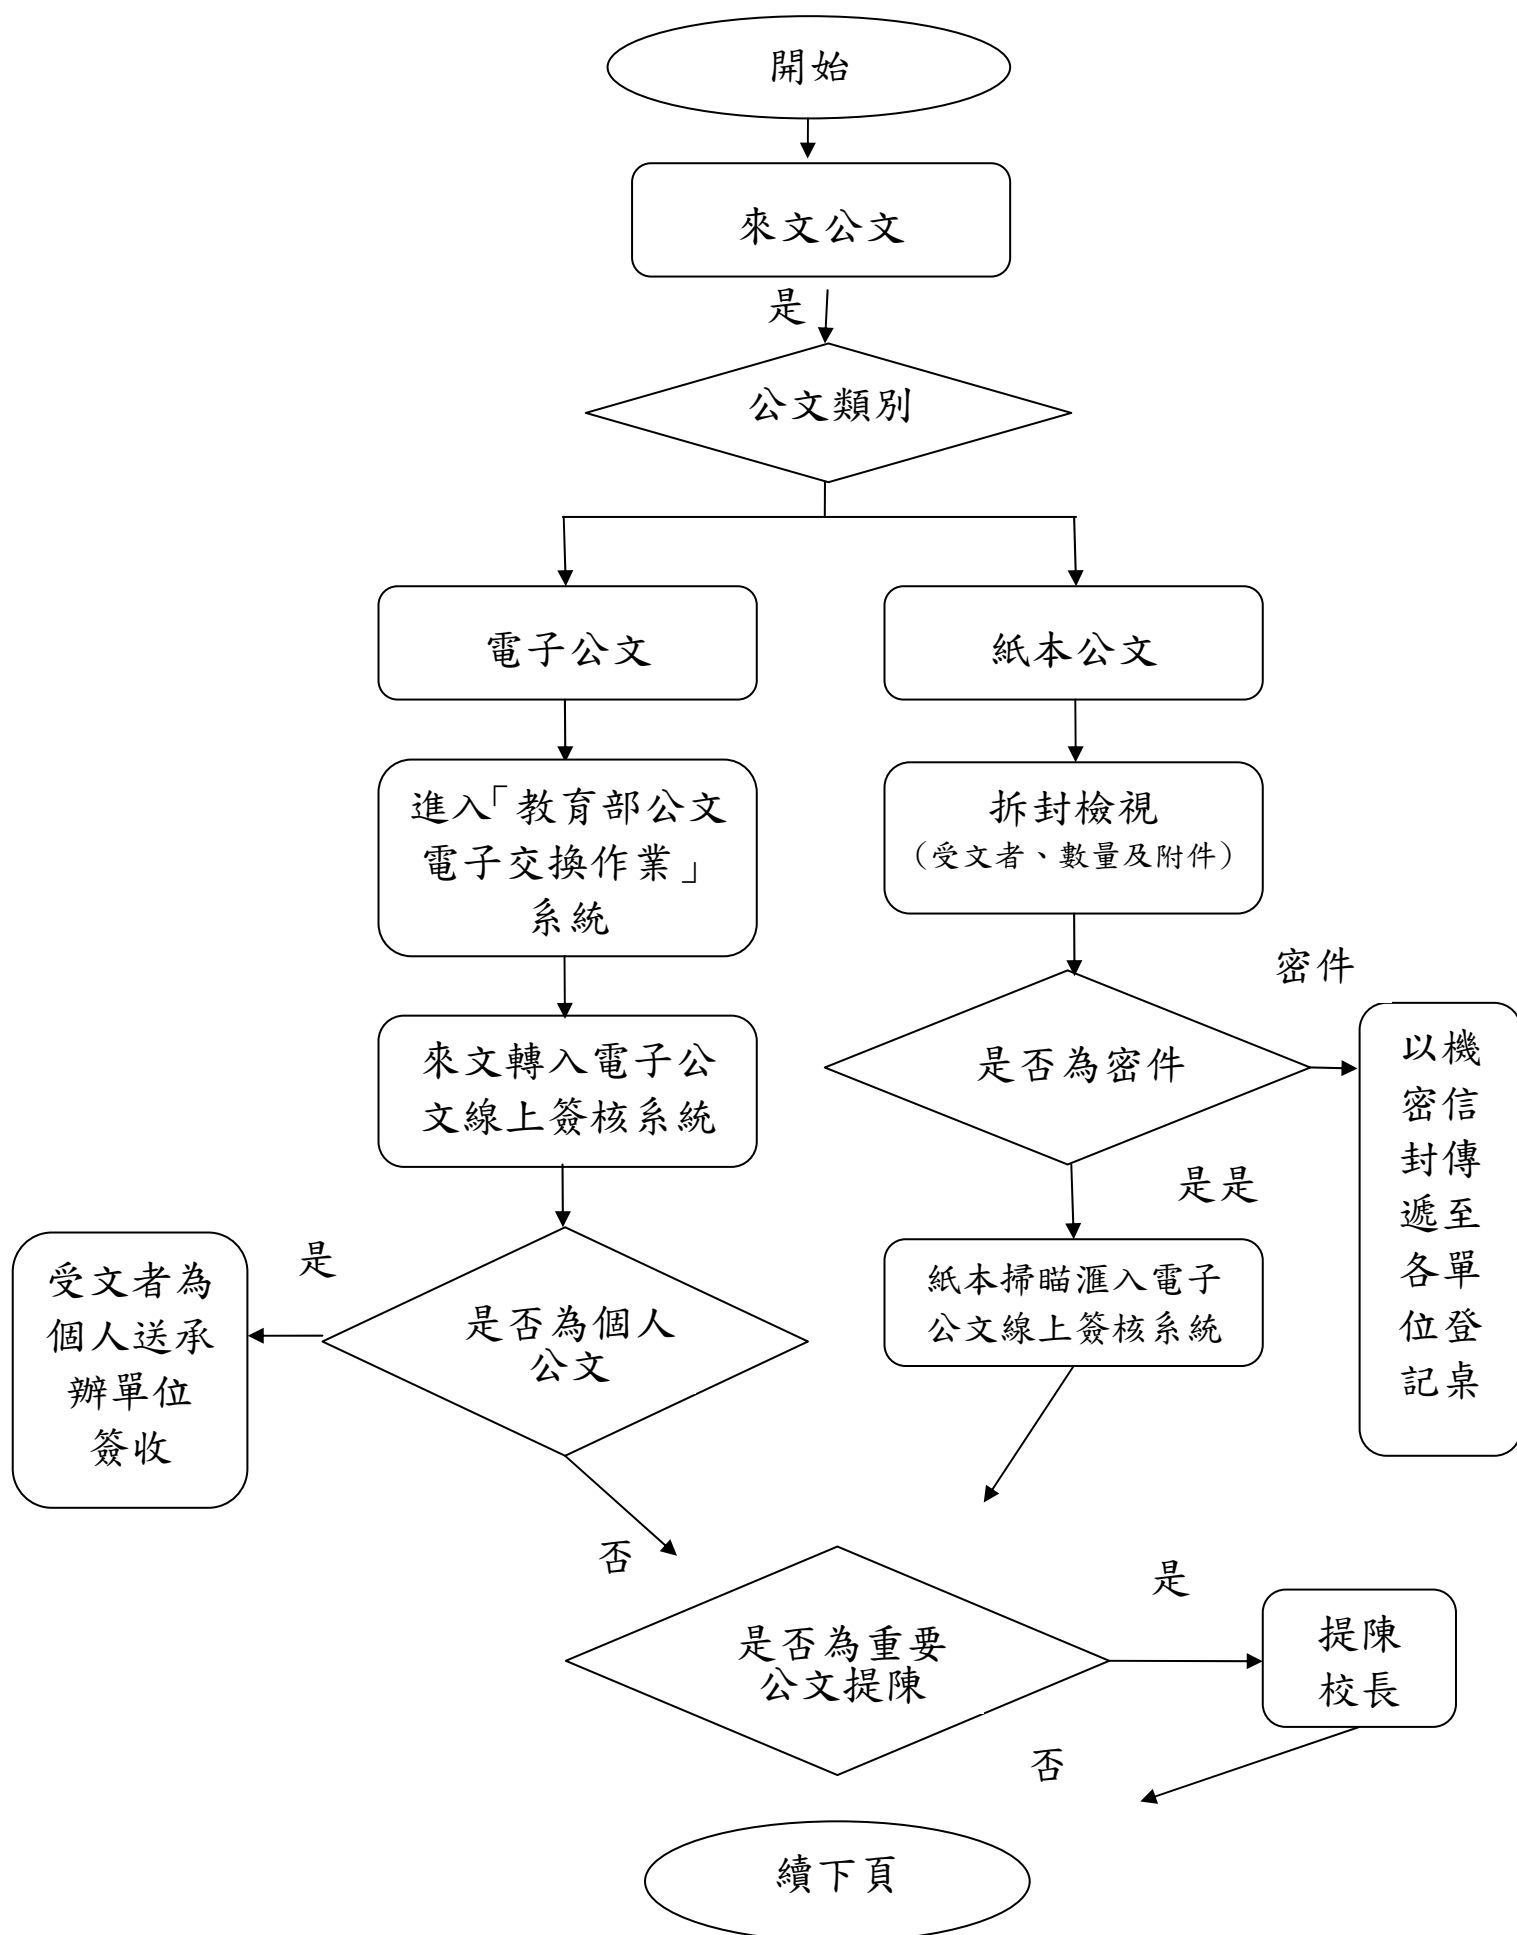 開始
來文公文
是
公文類別
電子公文
紙本公文
進入「教育部公文
電子交換作業」
系統
拆封檢視
（受文者、數量及附件）
密件
來文轉入電子公
文線上簽核系統
是否為密件
以機
密信
封傳
遞至
各單
位登
記桌
是是
是
受文者為
個人送承
辦單位
簽收
是否為個人
公文
紙本掃瞄滙入電子
公文線上簽核系統
否
是
是否為重要
公文提陳
提陳
校長
否
續下頁